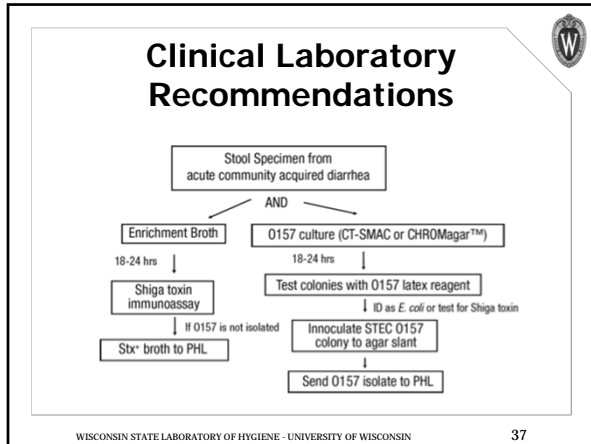 Clinical Laboratory
Recommendations
W
Stool Specimen from
acute community acquired diarrhea
AND
Enrichment Broth
O157 culture (CT-SMAC or CHROMagar™)
18-24 hrs
18-24 hrs
Shiga toxin
immunoassay
Test colonies with O157 latex reagent
ID as E. coli or test for Shiga toxin
If O157 is not isolated
Innoculate STEC O157
colony to agar slant
Stx⁺ broth to PHL
Send O157 isolate to PHL
WISCONSIN STATE LABORATORY OF HYGIENE - UNIVERSITY OF WISCONSIN
37